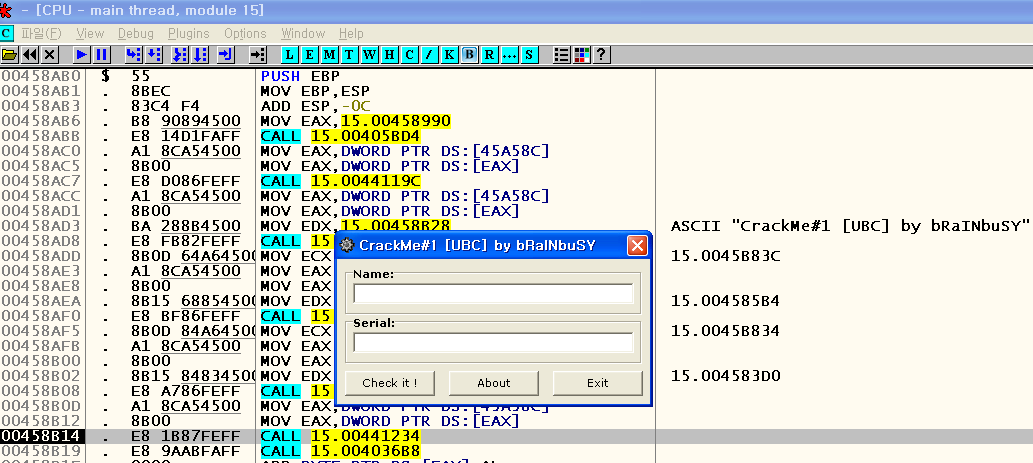 - [CPU - main thread, module 15]
C 파일(F) View Debug Plugins Options Window Help
L E M T W H C / K B R ... S ?
00458AB0 $ 55 PUSH EBP
00458AB1 . 8BEC MOV EBP,ESP
00458AB3 . 83C4 F4 ADD ESP,-0C
00458AB6 . B8 90894500 MOV EAX,15.00458990
00458ABB . E8 14D1FAFF CALL 15.00405BD4
00458AC0 . A1 8CA54500 MOV EAX,DWORD PTR DS:[45A58C]
00458AC5 . 8B00 MOV EAX,DWORD PTR DS:[EAX]
00458AC7 . E8 D086FEFF CALL 15.0044119C
00458ACC . A1 8CA54500 MOV EAX,DWORD PTR DS:[45A58C]
00458AD1 . 8B00 MOV EAX,DWORD PTR DS:[EAX]
00458AD3 . BA 288B4500 MOV EDX,15.00458B28 ASCII "CrackMe#1 [UBC] by bRaINbuSY"
00458AD8 . E8 FB82FEFF CALL 15
00458ADD . 8B0D 64A64500 MOV ECX 15.0045B83C
00458AE3 . A1 8CA54500 MOV EAX
00458AE8 . 8B00 MOV EAX
00458AEA . 8B15 68854500 MOV EDX 15.004585B4
00458AF0 . E8 BF86FEFF CALL 15
00458AF5 . 8B0D 84A64500 MOV ECX 15.0045B834
00458AFB . A1 8CA54500 MOV EAX
00458B00 . 8B00 MOV EAX
00458B02 . 8B15 84834500 MOV EDX 15.004583D0
00458B08 . E8 A786FEFF CALL 15
00458B0D . A1 8CA54500 MOV EAX,DWORD PTR DS:[45A58C]
00458B12 . 8B00 MOV EAX,DWORD PTR DS:[EAX]
00458B14 . E8 1B87FEFF CALL 15.00441234
00458B19 . E8 9AABFAFF CALL 15.004036B8
CrackMe#1 [UBC] by bRaINbuSY
Name:
Serial:
Check it ! About Exit